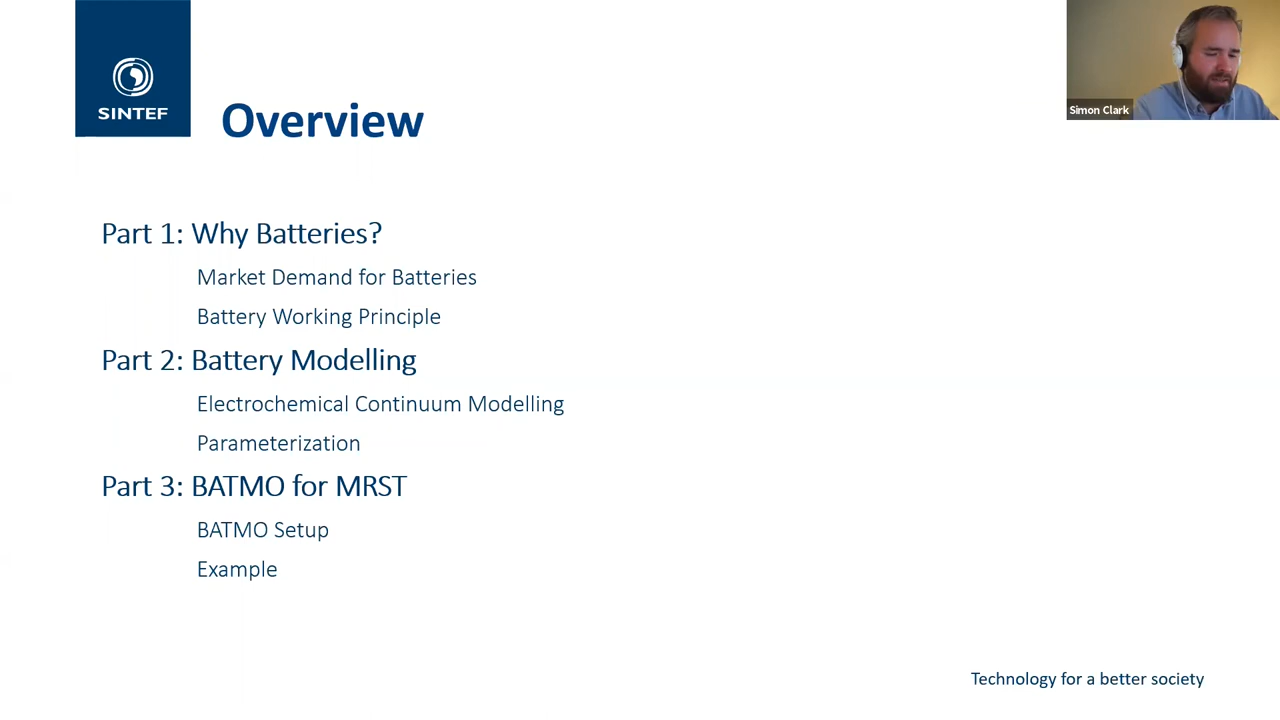 SINTEF
Overview
Simon Clark
Part 1: Why Batteries?
Market Demand for Batteries
Battery Working Principle
Part 2: Battery Modelling
Electrochemical Continuum Modelling
Parameterization
Part 3: BATMO for MRST
BATMO Setup
Example
Technology for a better society